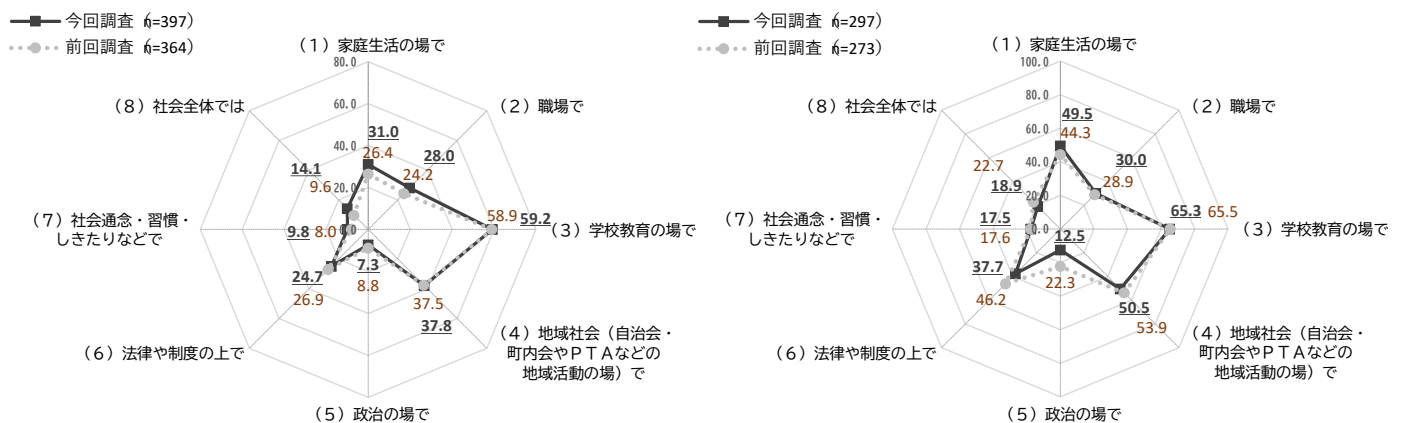 今回調査 (n=397)
前回調査 (n=364)
（１）家庭生活の場で
80.0
60.0
40.0
20.0
0.0
（２）職場で
（３）学校教育の場で
（４）地域社会（自治会・
町内会やＰＴＡなどの
地域活動の場）で
（５）政治の場で
（６）法律や制度の上で
（７）社会通念・習慣・
しきたりなどで
（８）社会全体では
31.0
26.4
28.0
24.2
58.9
59.2
37.5
37.8
7.3
8.8
24.7
26.9
9.8
8.0
14.1
9.6
今回調査 (n=297)
前回調査 (n=273)
（１）家庭生活の場で
100.0
80.0
60.0
40.0
20.0
0.0
（２）職場で
（３）学校教育の場で
（４）地域社会（自治会・
町内会やＰＴＡなどの
地域活動の場）で
（５）政治の場で
（６）法律や制度の上で
（７）社会通念・習慣・
しきたりなどで
（８）社会全体では
49.5
44.3
30.0
28.9
65.3
65.5
50.5
53.9
12.5
22.3
37.7
46.2
17.5
17.6
18.9
22.7